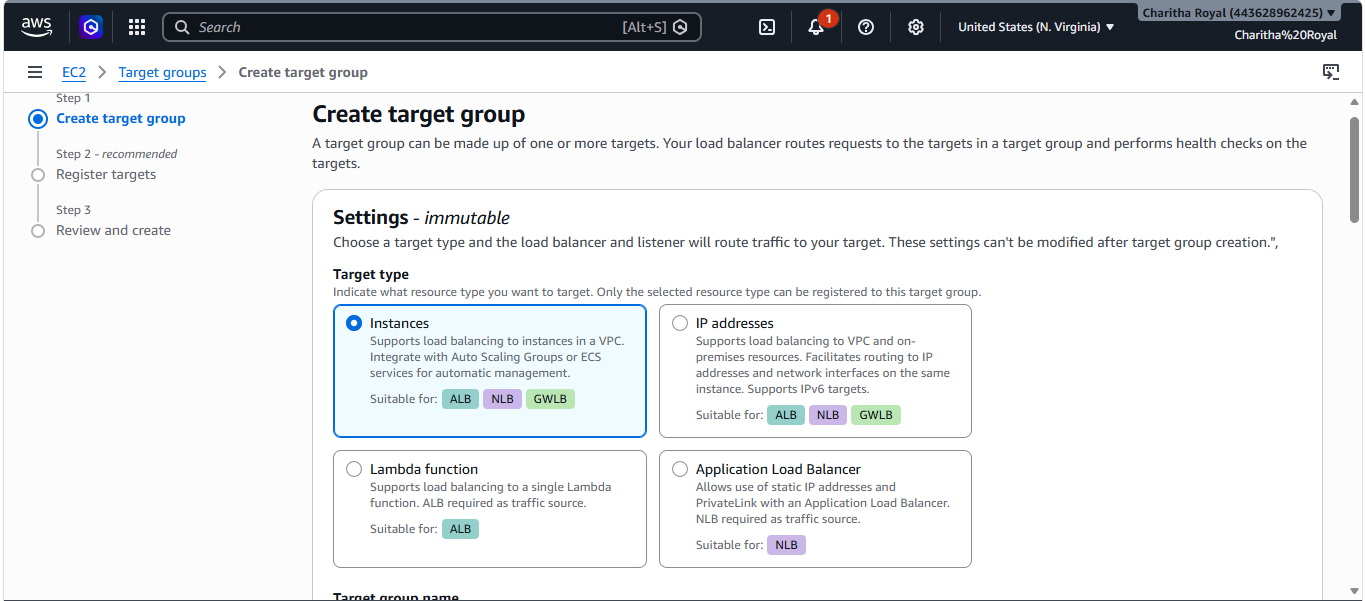 aws
Search
[Alt+S]
1
United States (N. Virginia)
Charitha Royal (443628962425)
Charitha%20Royal
EC2
Target groups
Create target group
Step 1
Create target group
Step 2 - recommended
Register targets
Step 3
Review and create
Create target group
A target group can be made up of one or more targets. Your load balancer routes requests to the targets in a target group and performs health checks on the
targets.
Settings - immutable
Choose a target type and the load balancer and listener will route traffic to your target. These settings can't be modified after target group creation.",
Target type
Indicate what resource type you want to target. Only the selected resource type can be registered to this target group.
Instances
Supports load balancing to instances in a VPC.
Integrate with Auto Scaling Groups or ECS
services for automatic management.
Suitable for: ALB NLB GWLB
IP addresses
Supports load balancing to VPC and on-
premises resources. Facilitates routing to IP
addresses and network interfaces on the same
instance. Supports IPv6 targets.
Suitable for: ALB NLB GWLB
Lambda function
Supports load balancing to a single Lambda
function. ALB required as traffic source.
Suitable for: ALB
Application Load Balancer
Allows use of static IP addresses and
PrivateLink with an Application Load Balancer.
NLB required as traffic source.
Suitable for: NLB
Target group name